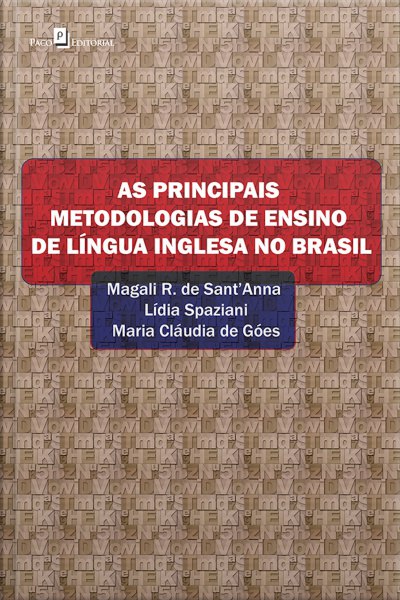 PACO EDITORIAL
AS PRINCIPAIS
METODOLOGIAS DE ENSINO
DE LÍNGUA INGLESA NO BRASIL
Magali R. de Sant'Anna
Lídia Spaziani
Maria Cláudia de Góes